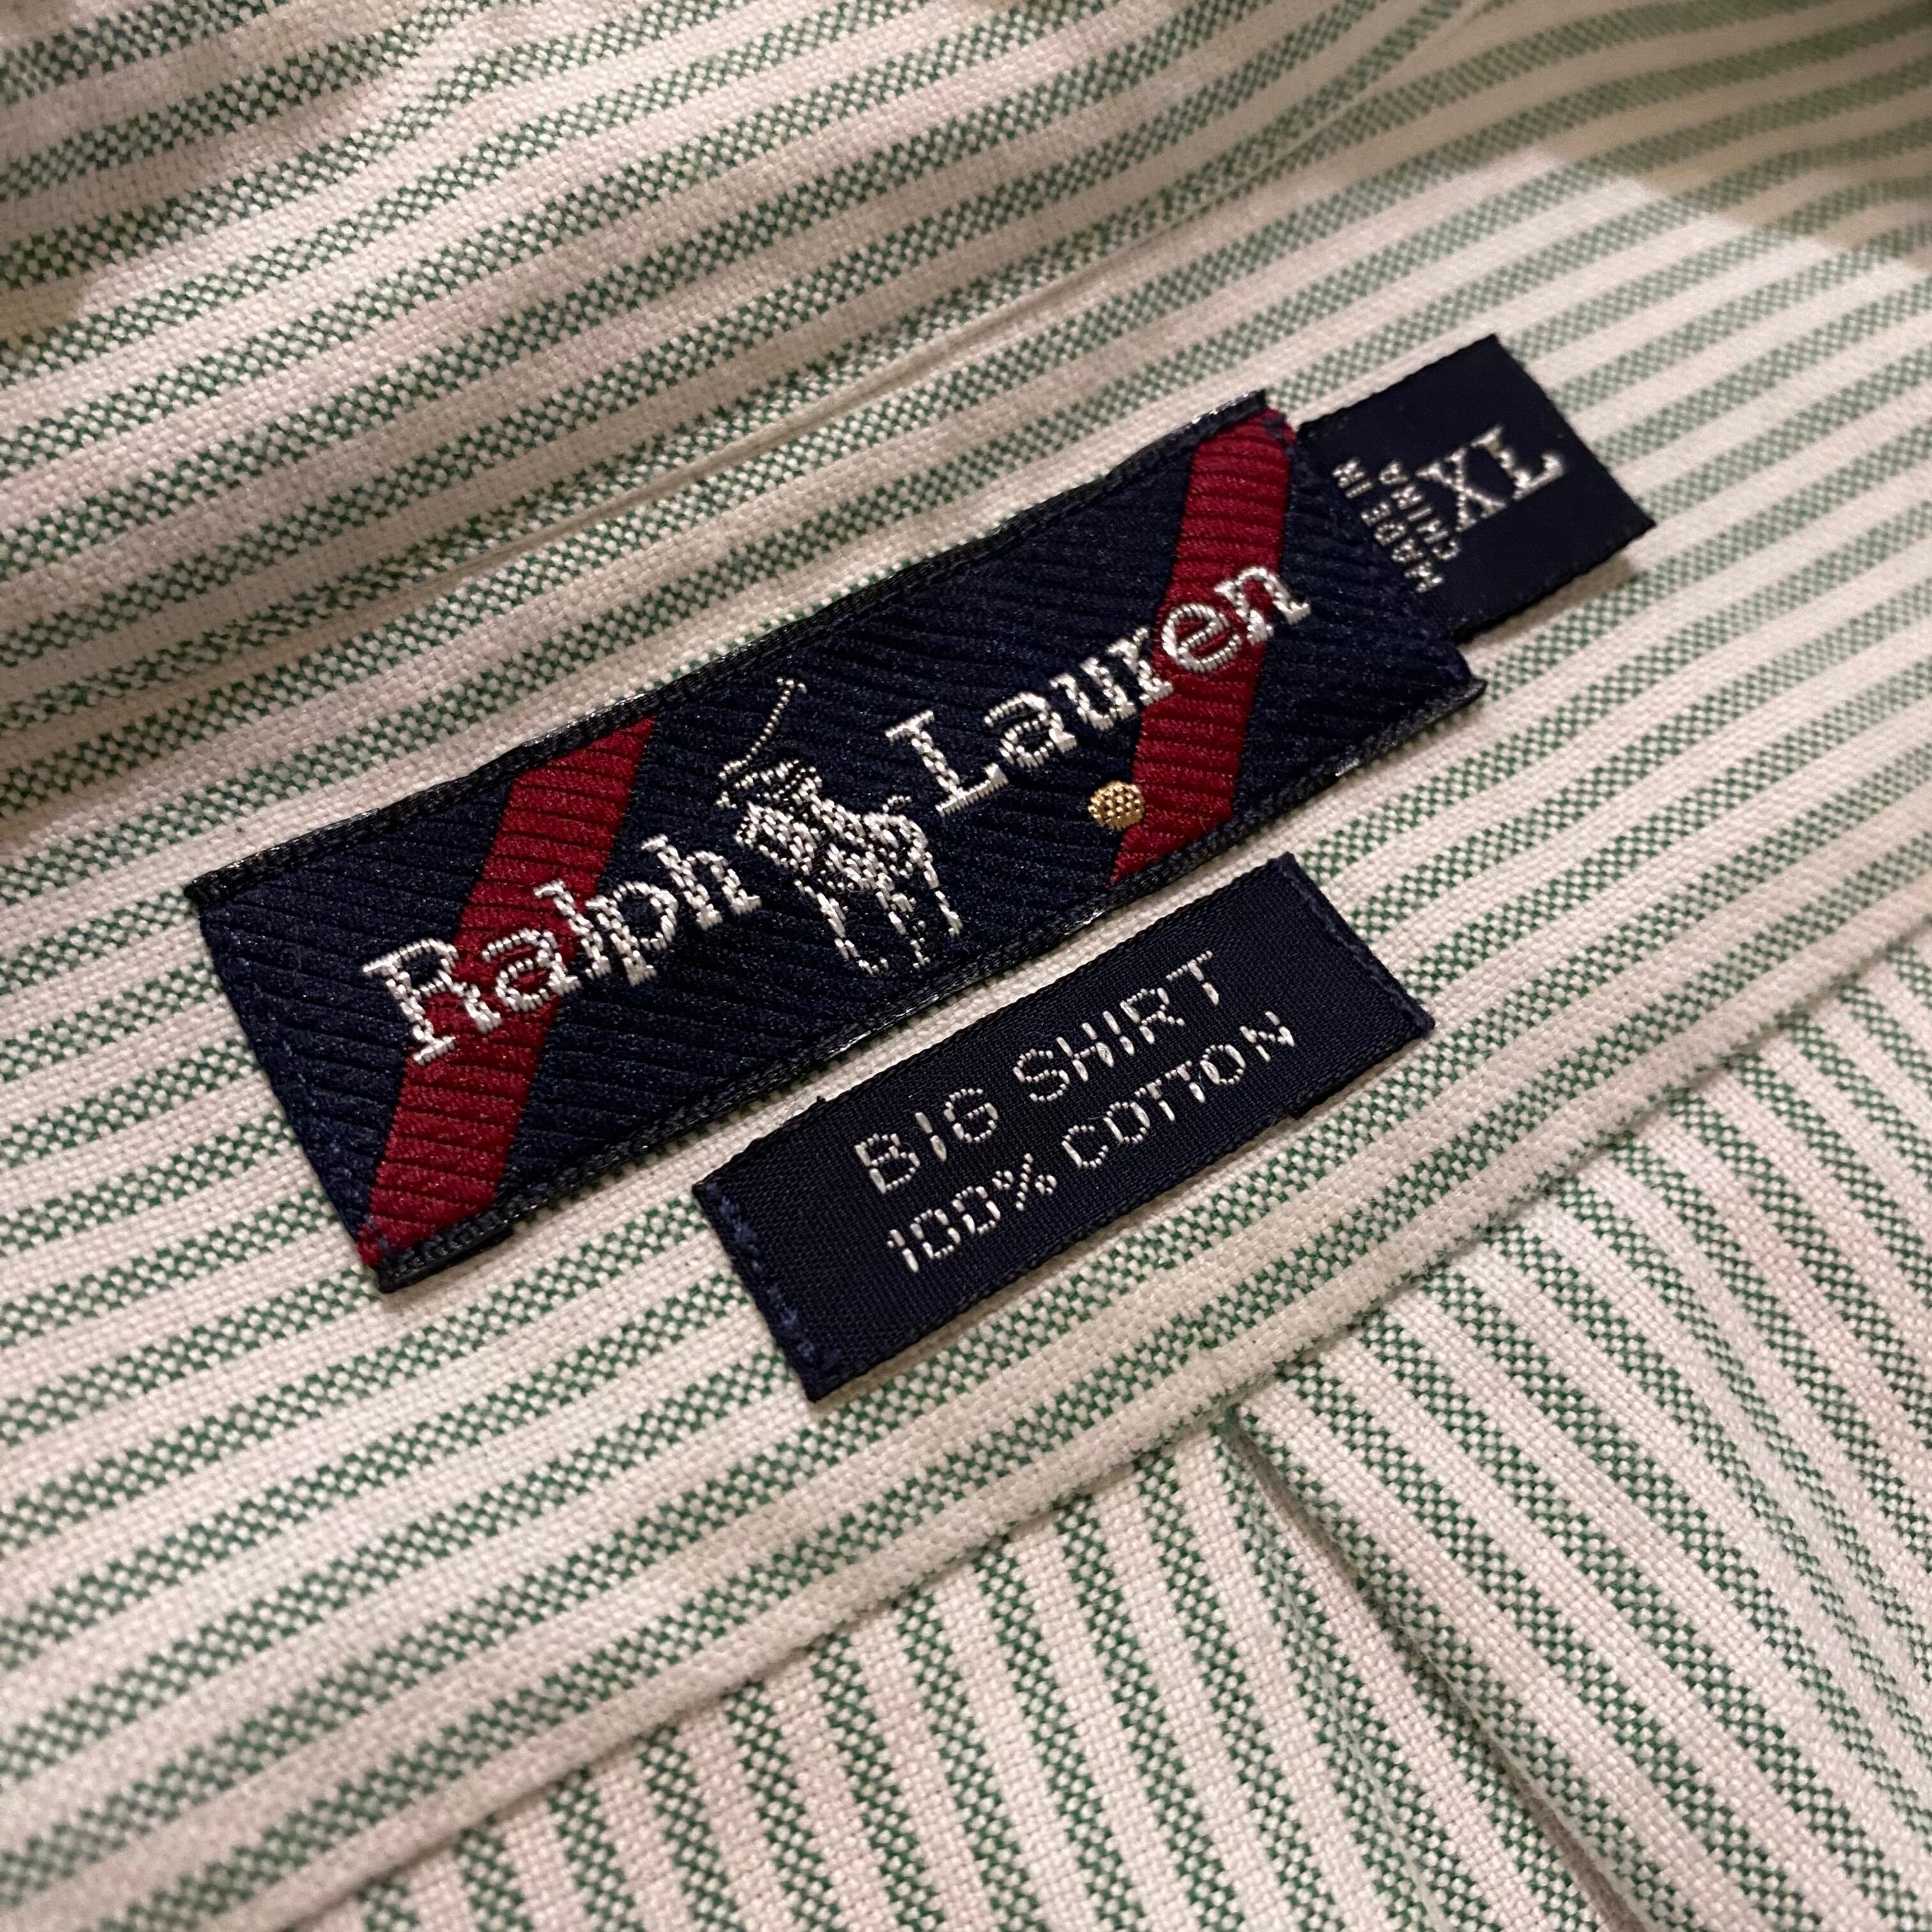 Ralph Lauren
XL
MADE IN
CHINA
BIG SHIRT
100% COTTON